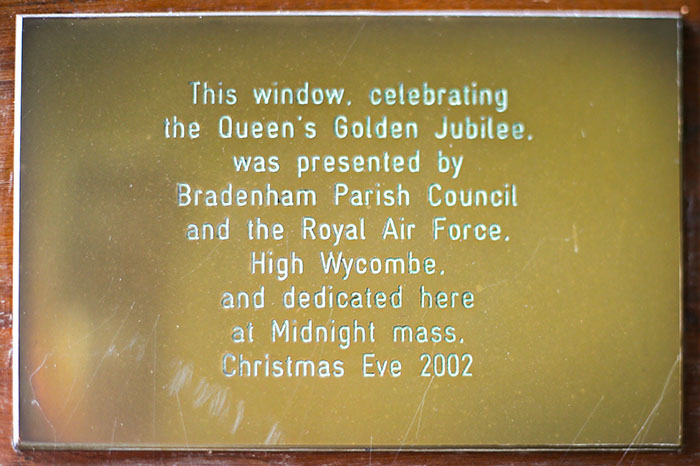 This window, celebrating
the Queen's Golden Jubilee,
was presented by
Bradenham Parish Council
and the Royal Air Force,
High Wycombe,
and dedicated here
at Midnight mass,
Christmas Eve 2002